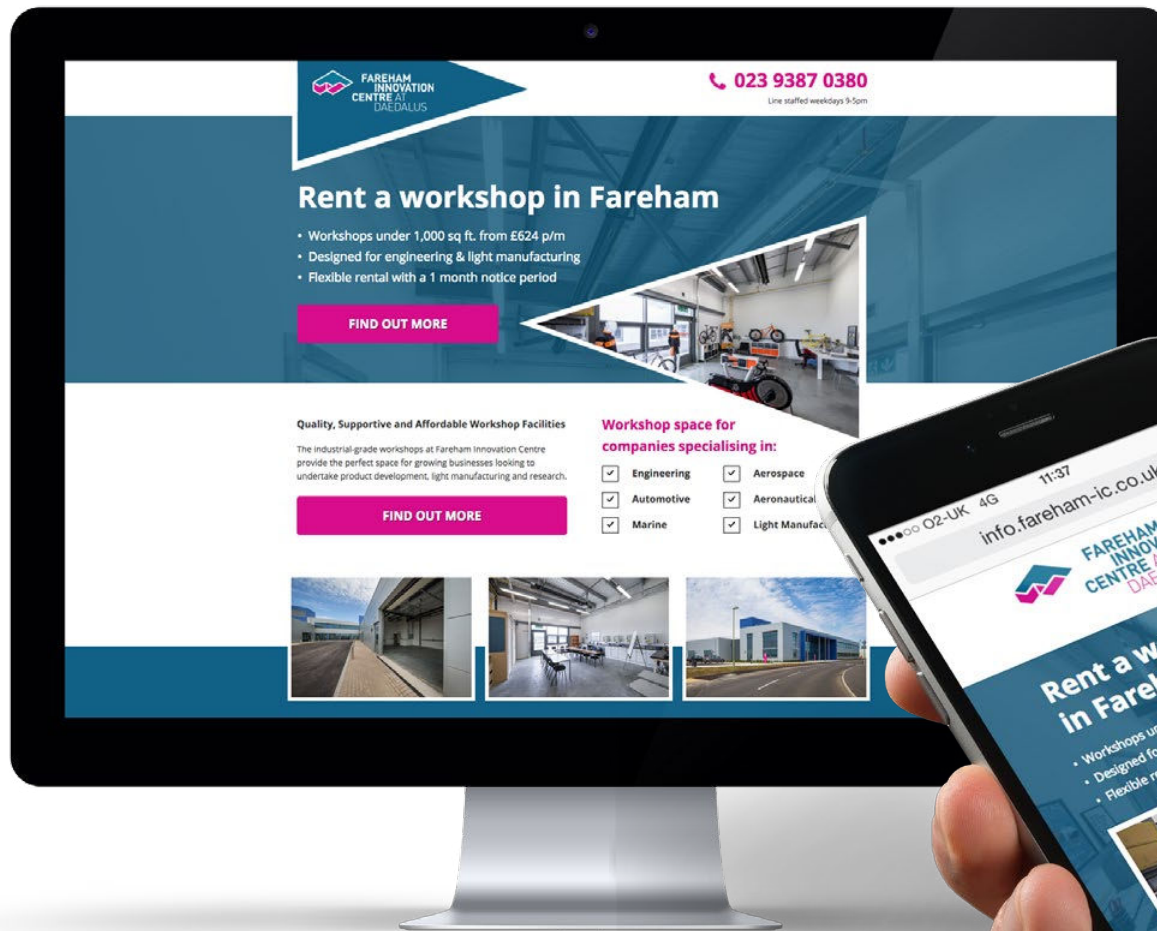 FAREHAM
INNOVATION
CENTRE AT
DAEDALUS
023 9387 0380
Line staffed weekdays 9-5pm
Rent a workshop in Fareham
• Workshops under 1,000 sq ft. from £624 p/m
• Designed for engineering & light manufacturing
• Flexible rental with a 1 month notice period
FIND OUT MORE
Quality, Supportive and Affordable Workshop Facilities
The industrial-grade workshops at Fareham Innovation Centre
provide the perfect space for growing businesses looking to
undertake product development, light manufacturing and research.
FIND OUT MORE
Workshop space for
companies specialising in:
Engineering
Aerospace
Automotive
Aeronautical
Marine
Light
O2-UK 4G 11:37
info.fareham-ic.co.uk
FAREHAM
CENTRE
Rent a
in
• Workshops
• Designed
• Flexible